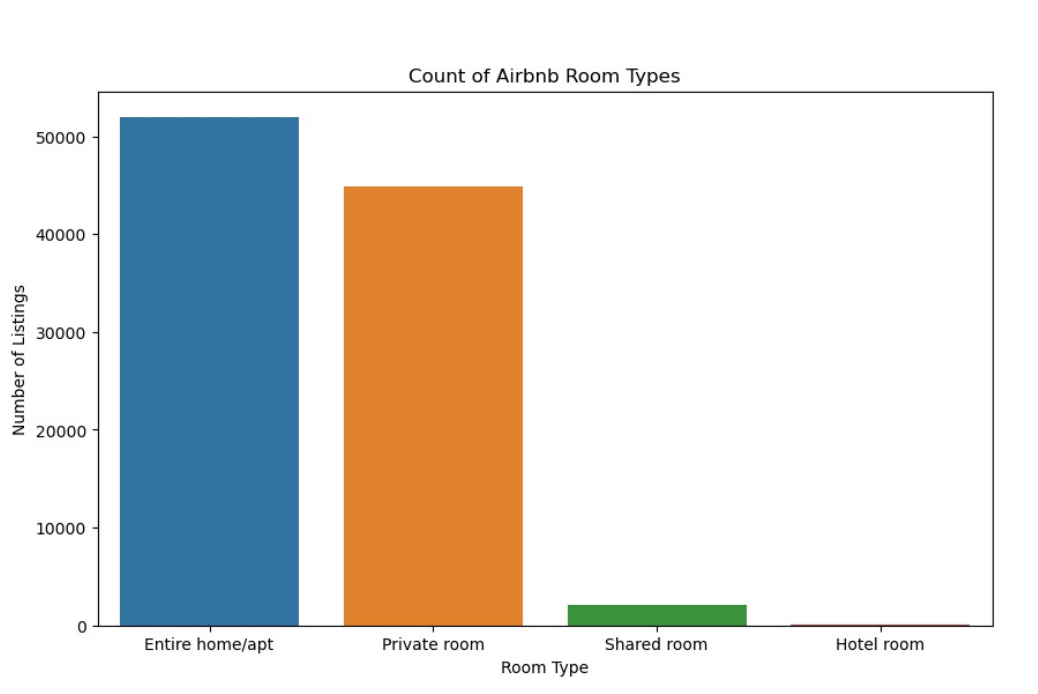 Count of Airbnb Room Types
Number of Listings
50000
40000
30000
20000
10000
0
Entire home/apt Private room Shared room Hotel room
Room Type